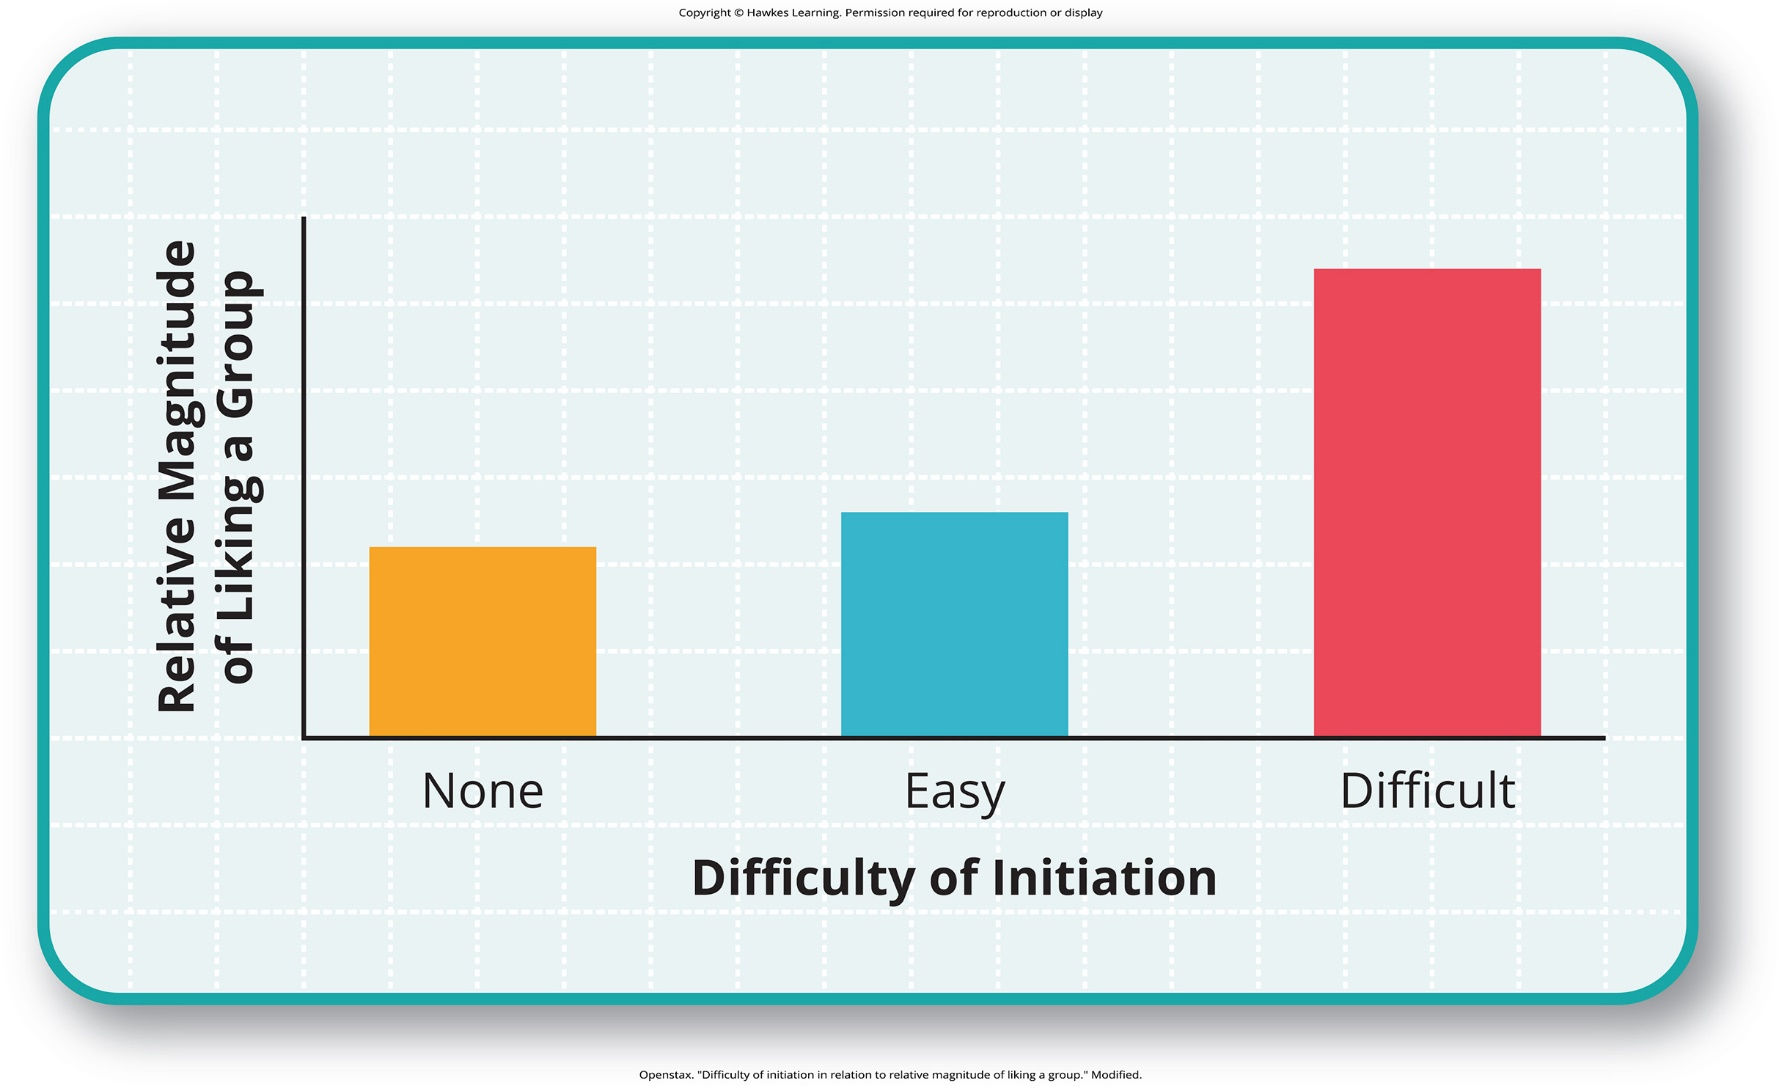 Copyright © Hawkes Learning. Permission required for reproduction or display
Relative Magnitude
of Liking a Group
None
Easy
Difficult
Difficulty of Initiation
Openstax. "Difficulty of initiation in relation to relative magnitude of liking a group." Modified.